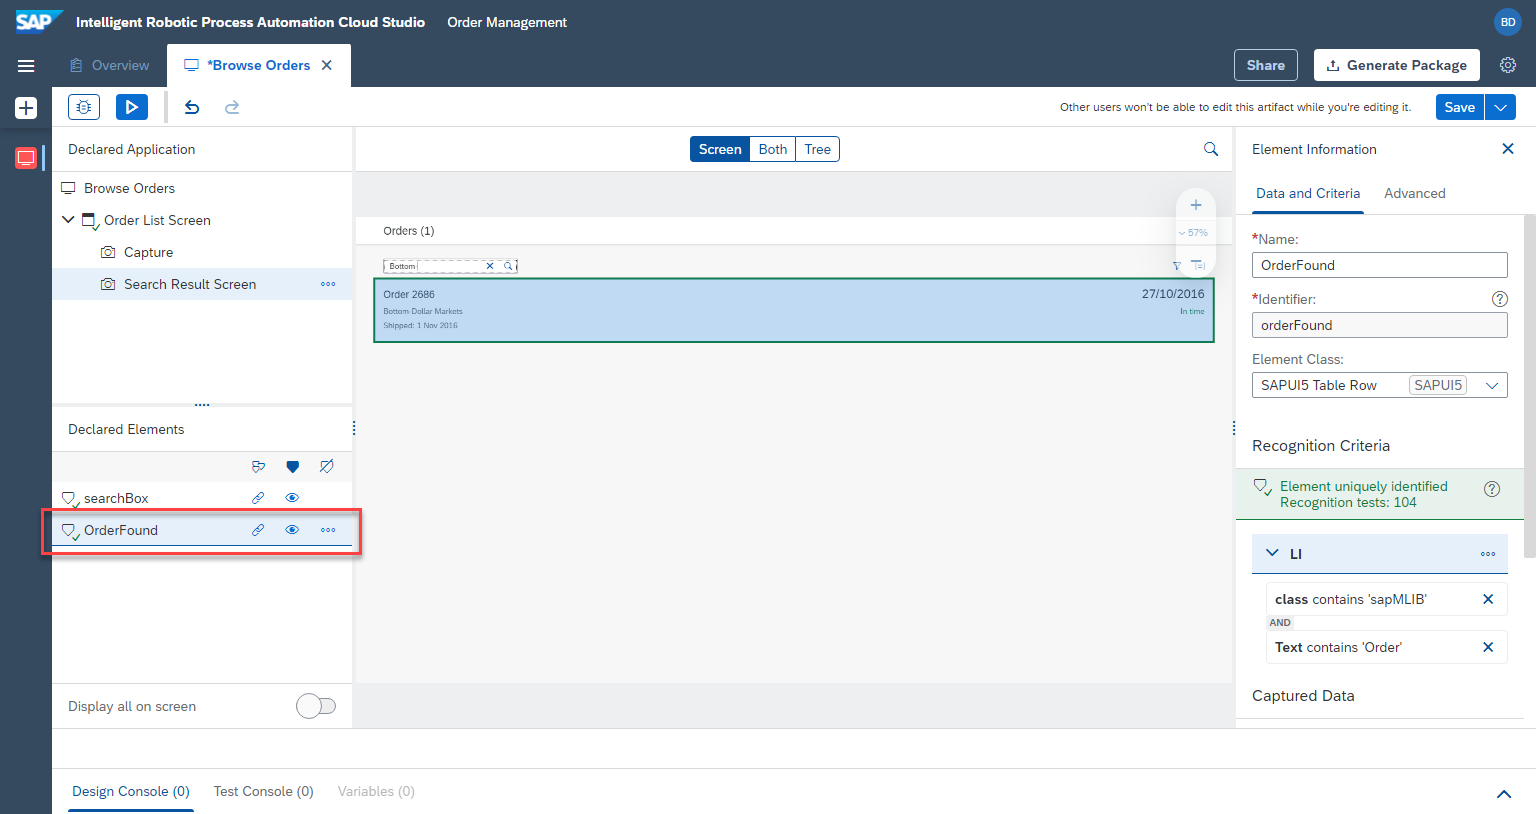 SAP Intelligent Robotic Process Automation Cloud Studio Order Management BD
Overview *Browse Orders Share Generate Package
Other users won't be able to edit this artifact while you're editing it. Save
Declared Application
Browse Orders
Order List Screen
Capture
Search Result Screen
Declared Elements
searchBox
OrderFound
Display all on screen
Screen Both Tree
57%
Orders (1)
Bottom
Order 2686 27/10/2016
Bottom-Dollar Markets In time
Shipped: 1 Nov 2016
Element Information
Data and Criteria Advanced
*Name:
OrderFound
*Identifier:
orderFound
Element Class:
SAPUI5 Table Row SAPUI5
Recognition Criteria
Element uniquely identified
Recognition tests: 104
LI
class contains 'sapMLIB'
AND
Text contains 'Order'
Captured Data
Design Console (0) Test Console (0) Variables (0)